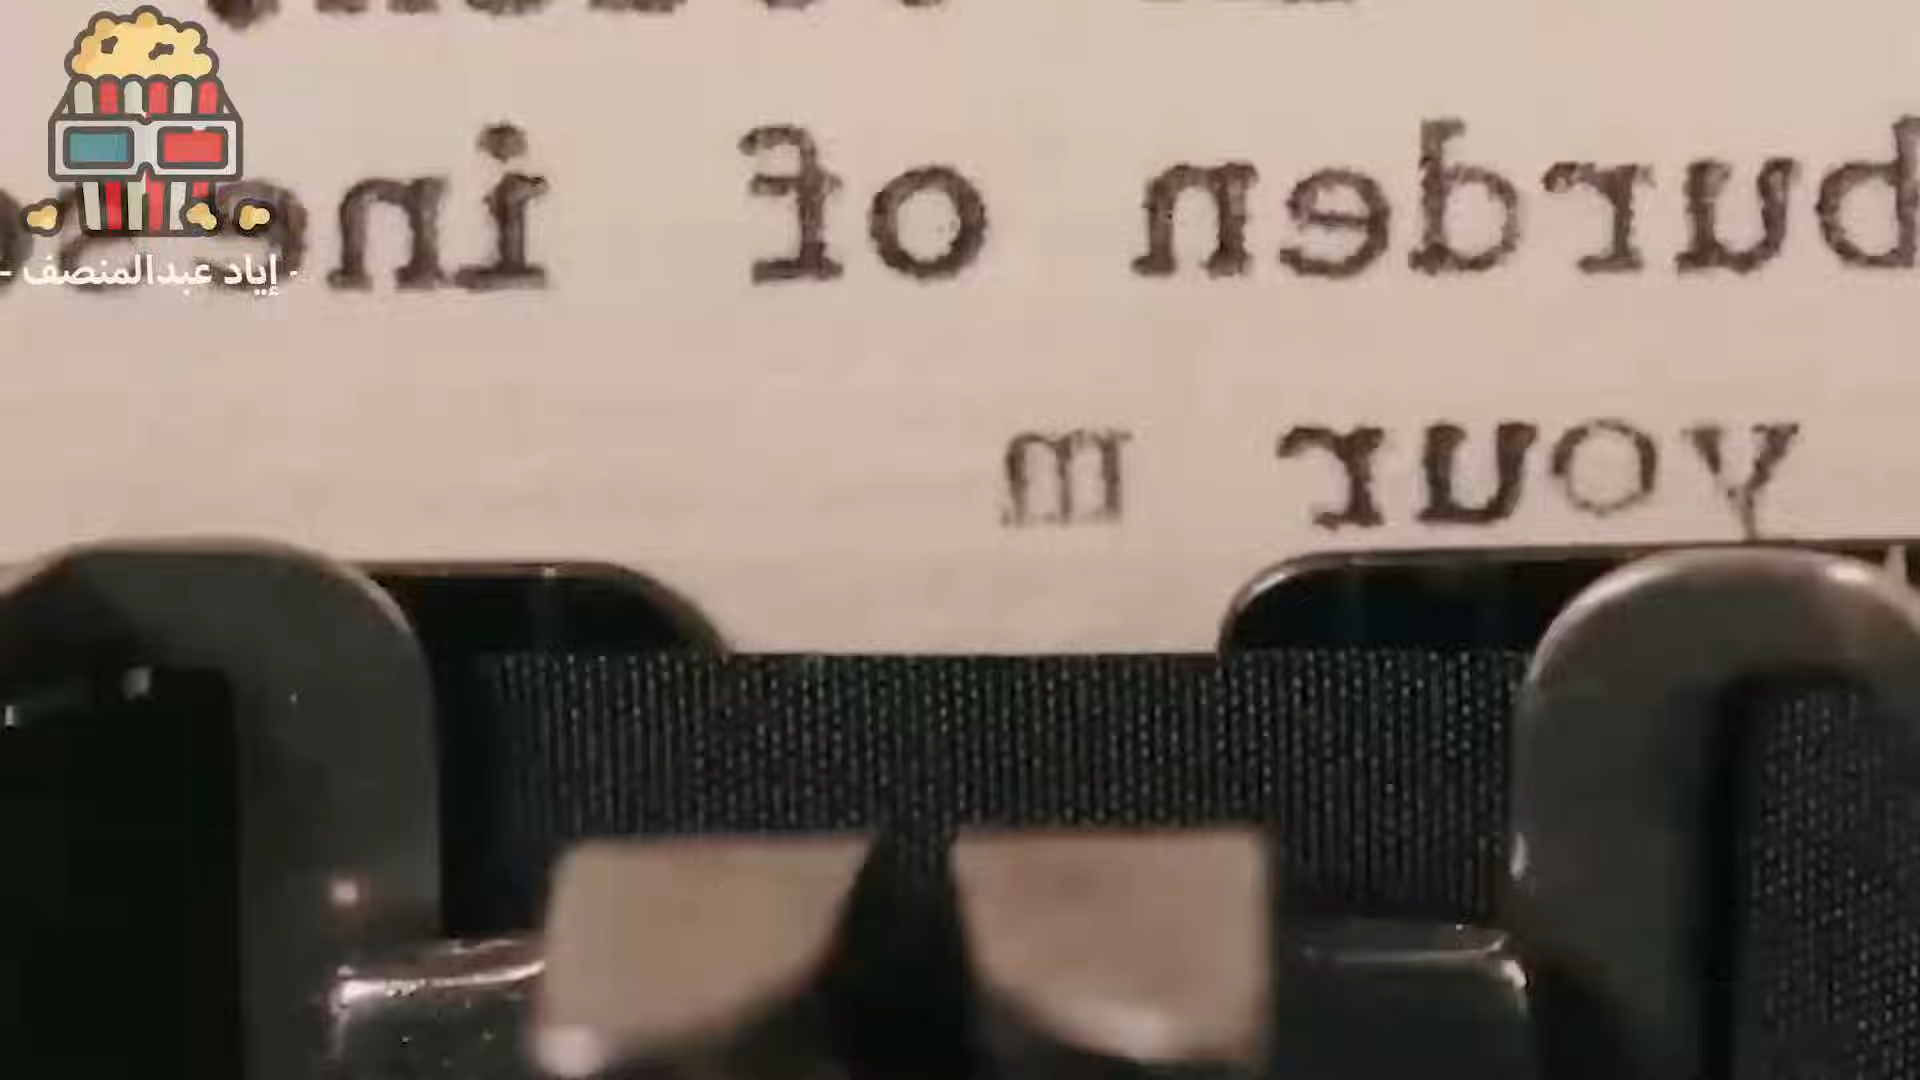 burden of
your m
- إياد عبدالمنصف -